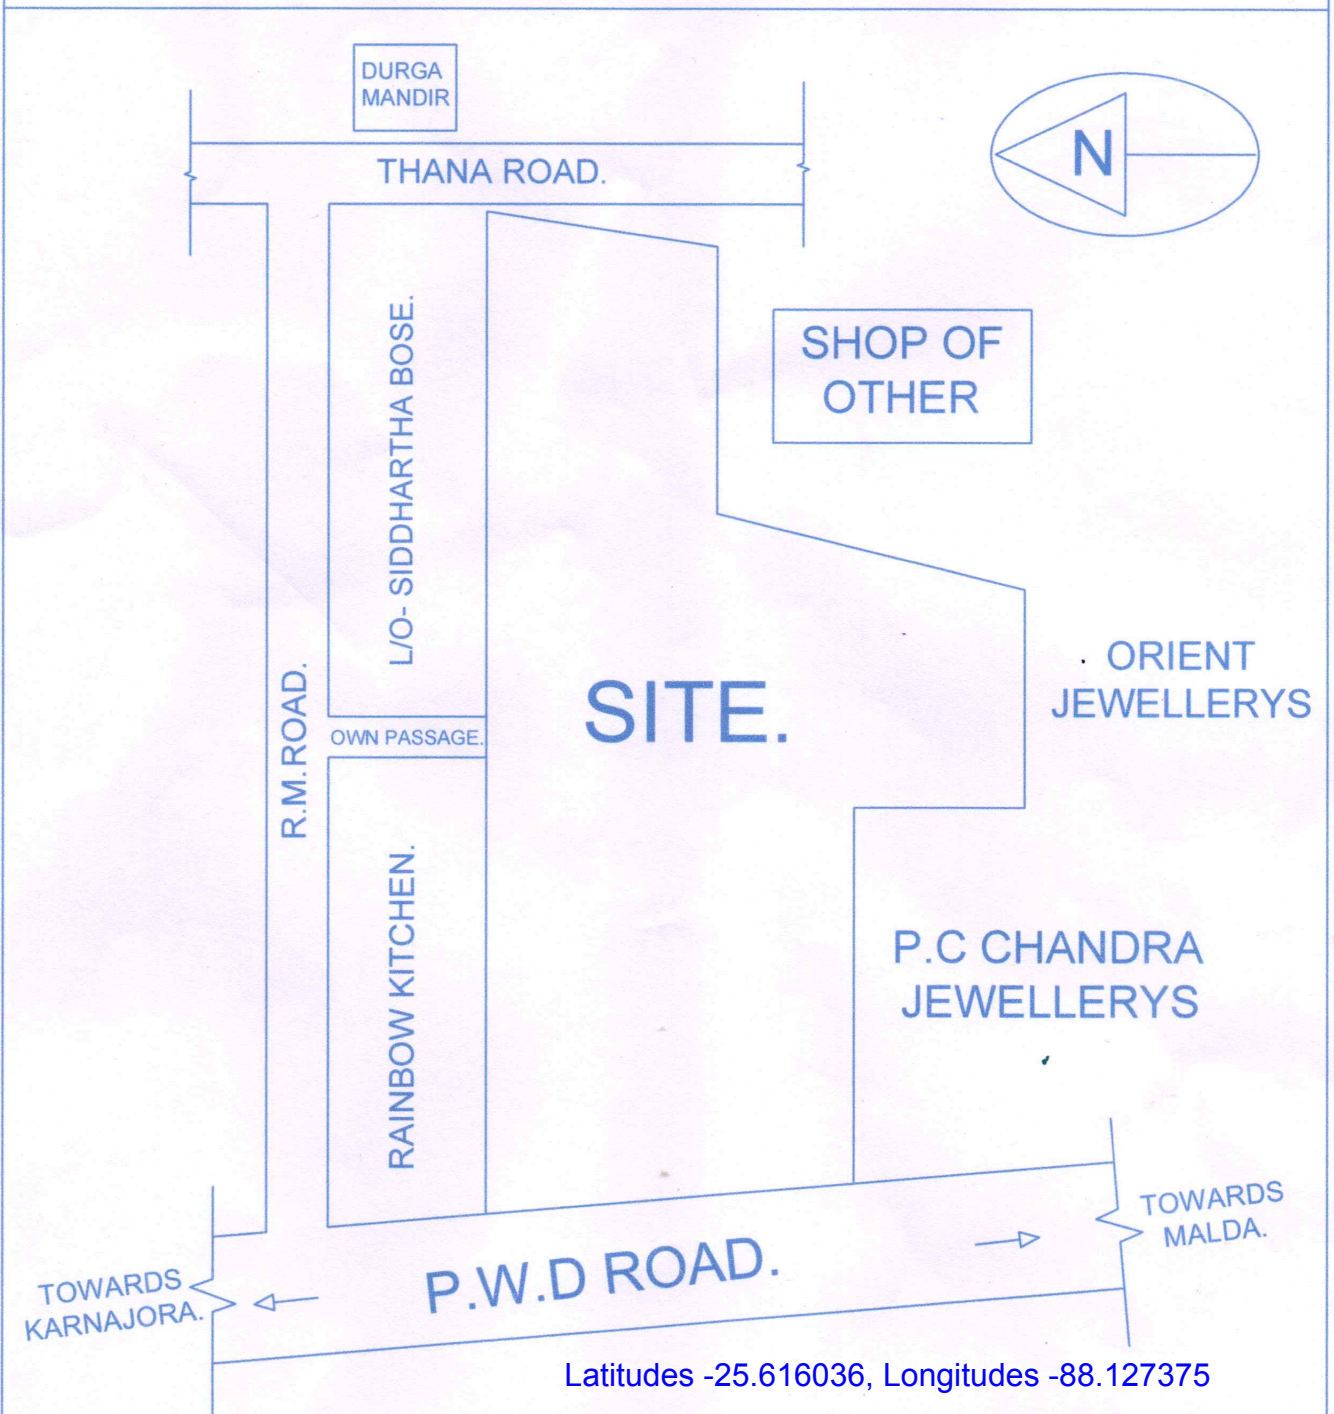 DURGA
MANDIR
THANA ROAD.
N
SHOP OF
OTHER
L/O- SIDDHARTHA BOSE.
ORIENT
JEWELLERYS
SITE.
R.M.ROAD.
OWN PASSAGE.
RAINBOW KITCHEN.
P.C CHANDRA
JEWELLERYS
TOWARDS
MALDA.
P.W.D ROAD.
TOWARDS
KARNAJORA.
Latitudes -25.616036, Longitudes -88.127375